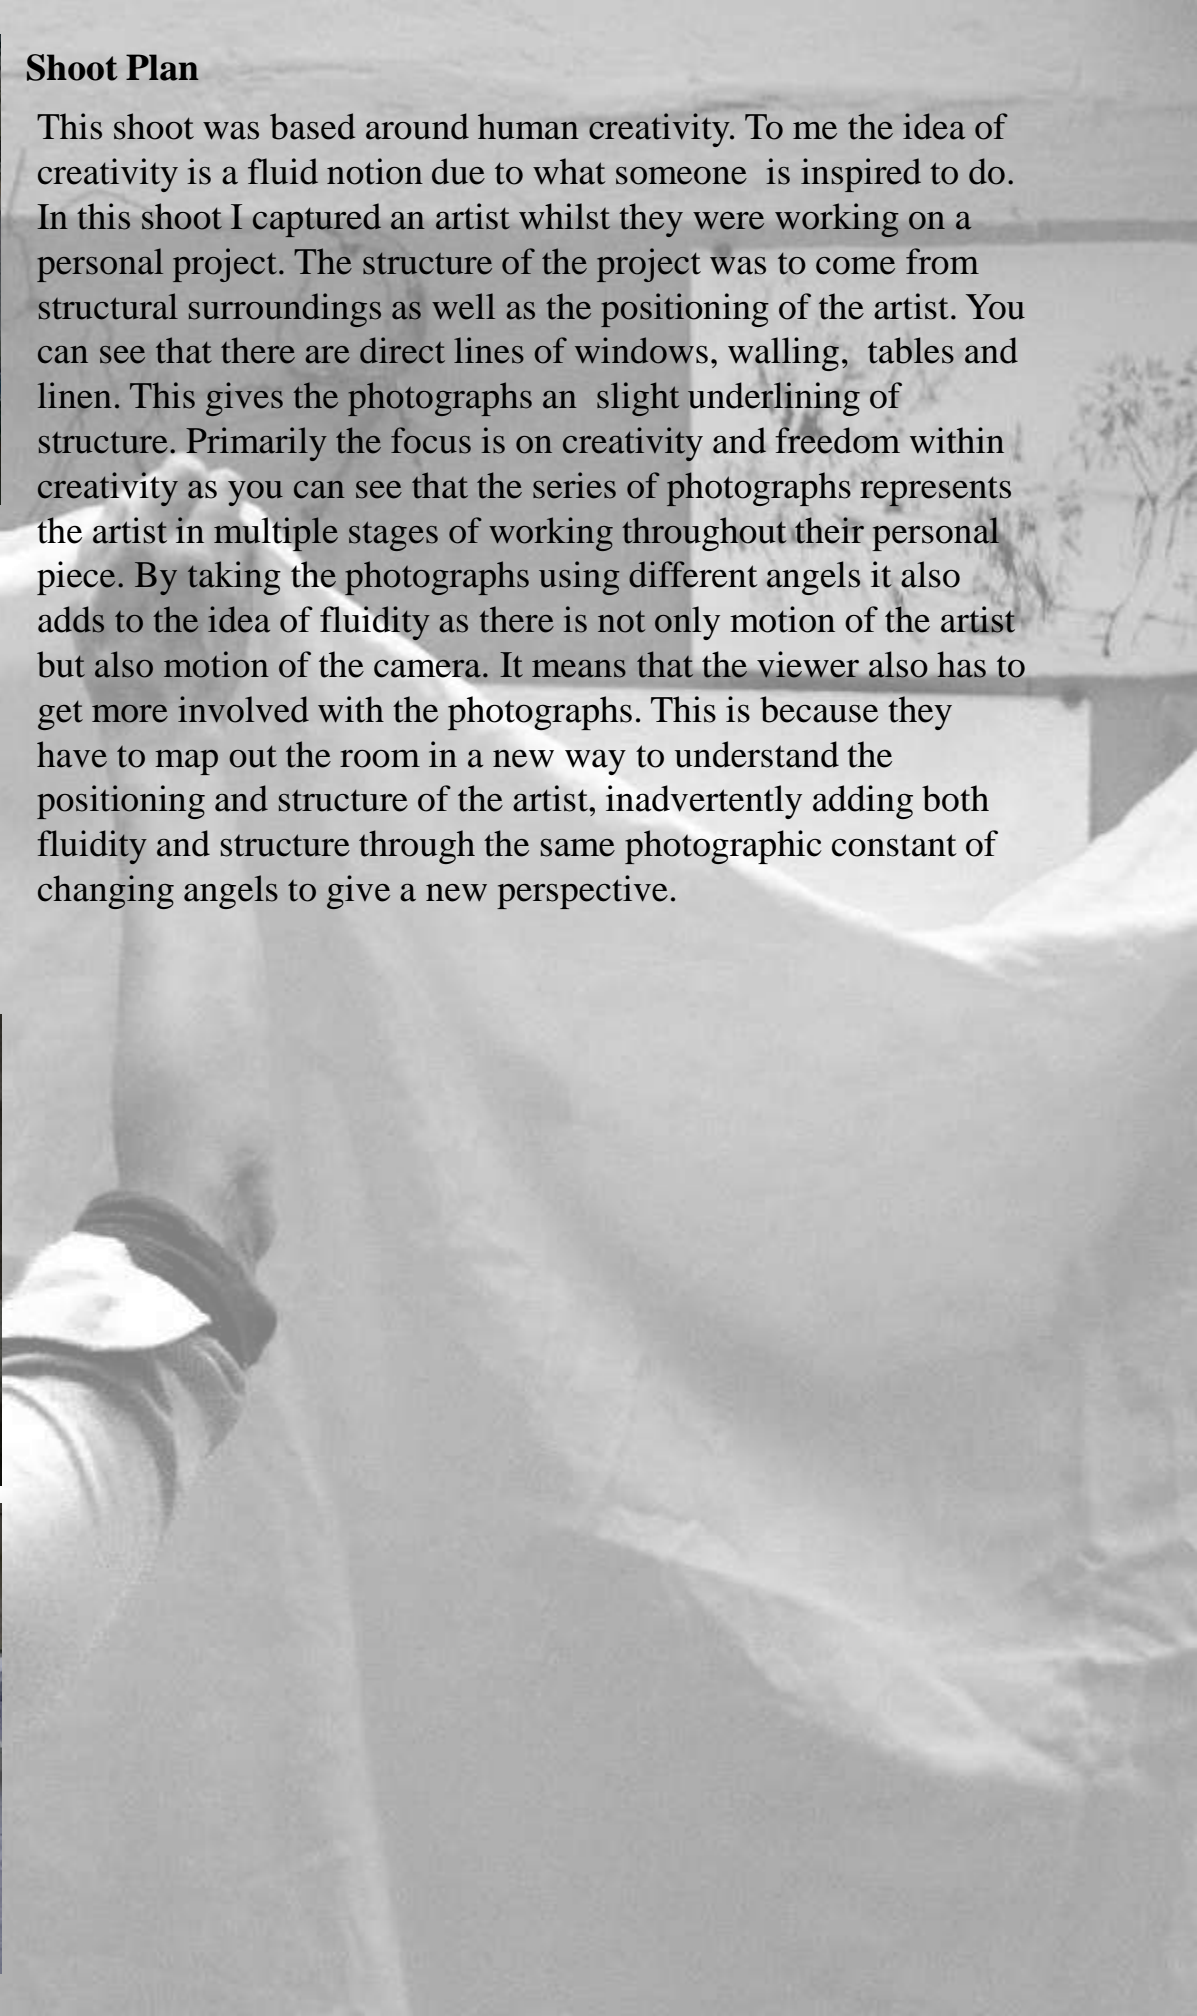 Shoot Plan
This shoot was based around human creativity. To me the idea of
creativity is a fluid notion due to what someone  is inspired to do.
In this shoot I captured an artist whilst they were working on a
personal project. The structure of the project was to come from
structural surroundings as well as the positioning of the artist. You
can see that there are direct lines of windows, walling,  tables and
linen. This gives the photographs an  slight underlining of
structure. Primarily the focus is on creativity and freedom within
creativity as you can see that the series of photographs represents
the artist in multiple stages of working throughout their personal
piece. By taking the photographs using different angels it also
adds to the idea of fluidity as there is not only motion of the artist
but also motion of the camera. It means that the viewer also has to
get more involved with the photographs. This is because they
have to map out the room in a new way to understand the
positioning and structure of the artist, inadvertently adding both
fluidity and structure through the same photographic constant of
changing angels to give a new perspective.